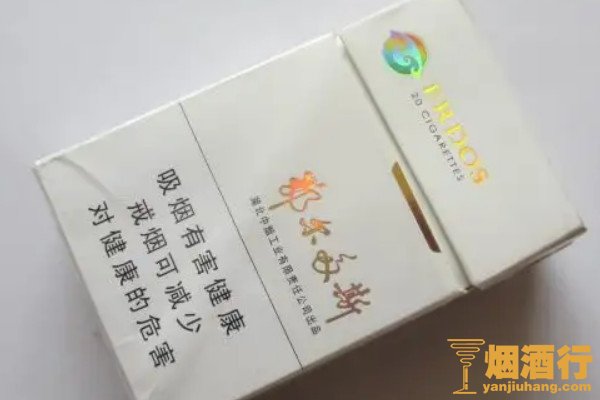 ERDOS
20 CIGARETTES
鄂尔多斯
湖北中烟工业有限责任公司出品
吸烟有害健康
戒烟可减少
对健康的危害
烟酒行
yanjiuhang.com